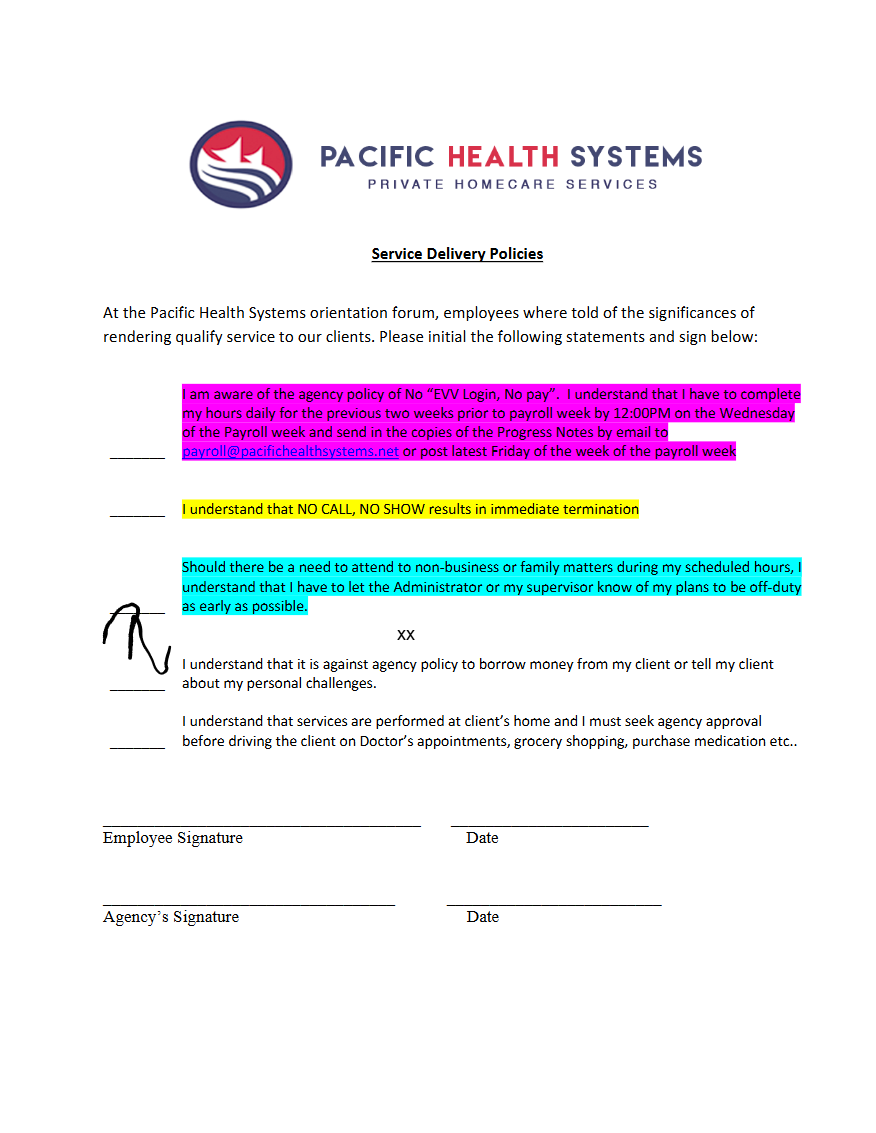 PACIFIC HEALTH SYSTEMS
PRIVATE HOMECARE SERVICES
Service Delivery Policies
At the Pacific Health Systems orientation forum, employees where told of the significances of
rendering qualify service to our clients. Please initial the following statements and sign below:
I am aware of the agency policy of No “EVV Login, No pay”.  I understand that I have to complete
my hours daily for the previous two weeks prior to payroll week by 12:00PM on the Wednesday
of the Payroll week and send in the copies of the Progress Notes by email to
_______ payroll@pacifichealthsystems.net or post latest Friday of the week of the payroll week
_______ I understand that NO CALL, NO SHOW results in immediate termination
Should there be a need to attend to non-business or family matters during my scheduled hours, I
understand that I have to let the Administrator or my supervisor know of my plans to be off-duty
_______ as early as possible.
XX
I understand that it is against agency policy to borrow money from my client or tell my client
_______ about my personal challenges.
I understand that services are performed at client’s home and I must seek agency approval
_______ before driving the client on Doctor’s appointments, grocery shopping, purchase medication etc..
Employee Signature Date
Agency’s Signature Date